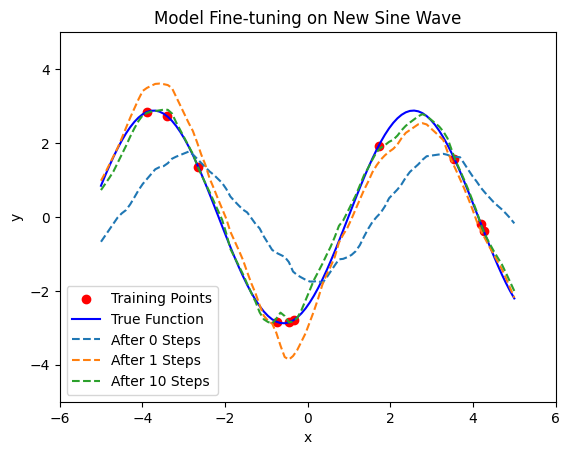 Model Fine-tuning on New Sine Wave
y
4
2
0
−2
−4
Training Points
True Function
After 0 Steps
After 1 Steps
After 10 Steps
−6
−4
−2
0
2
4
6
x